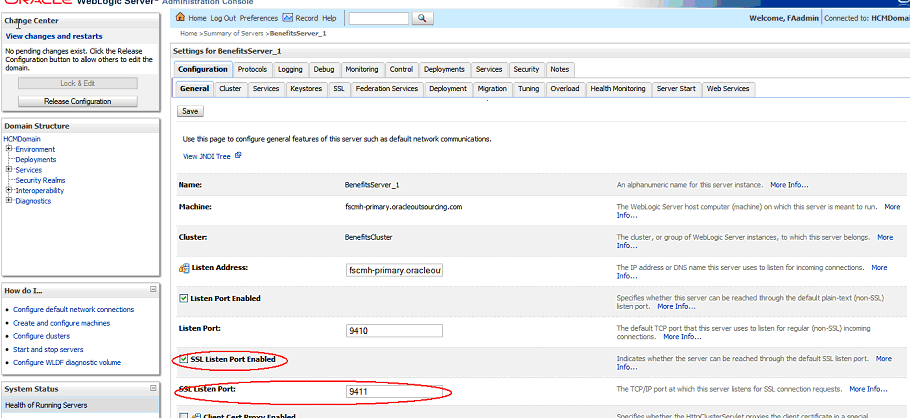 ORACLE WebLogic Server® Administration Console
Change Center
View changes and restarts
No pending changes exist. Click the Release
Configuration button to allow others to edit the
domain.
Lock & Edit
Release Configuration
Domain Structure
HCMDomain
Environment
Deployments
Services
Security Realms
Interoperability
Diagnostics
How do I...
Configure default network connections
Create and configure machines
Configure clusters
Start and stop servers
Configure WLDF diagnostic volume
System Status
Health of Running Servers
Home Log Out Preferences Record Help
Welcome, FAadmin Connected to: HCMDomai
Home >Summary of Servers >BenefitsServer_1
Settings for BenefitsServer_1
Configuration Protocols Logging Debug Monitoring Control Deployments Services Security Notes
General Cluster Services Keystores SSL Federation Services Deployment Migration Tuning Overload Health Monitoring Server Start Web Services
Save
Use this page to configure general features of this server such as default network communications.
View JNDI Tree
Name: BenefitsServer_1 An alphanumeric name for this server instance. More Info...
Machine: fscmh-primary.oracleoutsourcing.com The WebLogic Server host computer (machine) on which this server is meant to run. More
Info...
Cluster: BenefitsCluster The cluster, or group of WebLogic Server instances, to which this server belongs. More
Info...
Listen Address: fscmh-primary.oracleou The IP address or DNS name this server uses to listen for incoming connections. More
Info...
Listen Port Enabled Specifies whether this server can be reached through the default plain-text (non-SSL)
listen port. More Info...
Listen Port: 9410 The default TCP port that this server uses to listen for regular (non-SSL) incoming
connections. More Info...
SSL Listen Port Enabled Indicates whether the server can be reached through the default SSL listen port. More
Info...
SSL Listen Port: 9411 The TCP/IP port at which this server listens for SSL connection requests. More Info...
Client Cert Proxy Enabled Specifies whether the HttpClusterServlet proxies the client certificate in a special